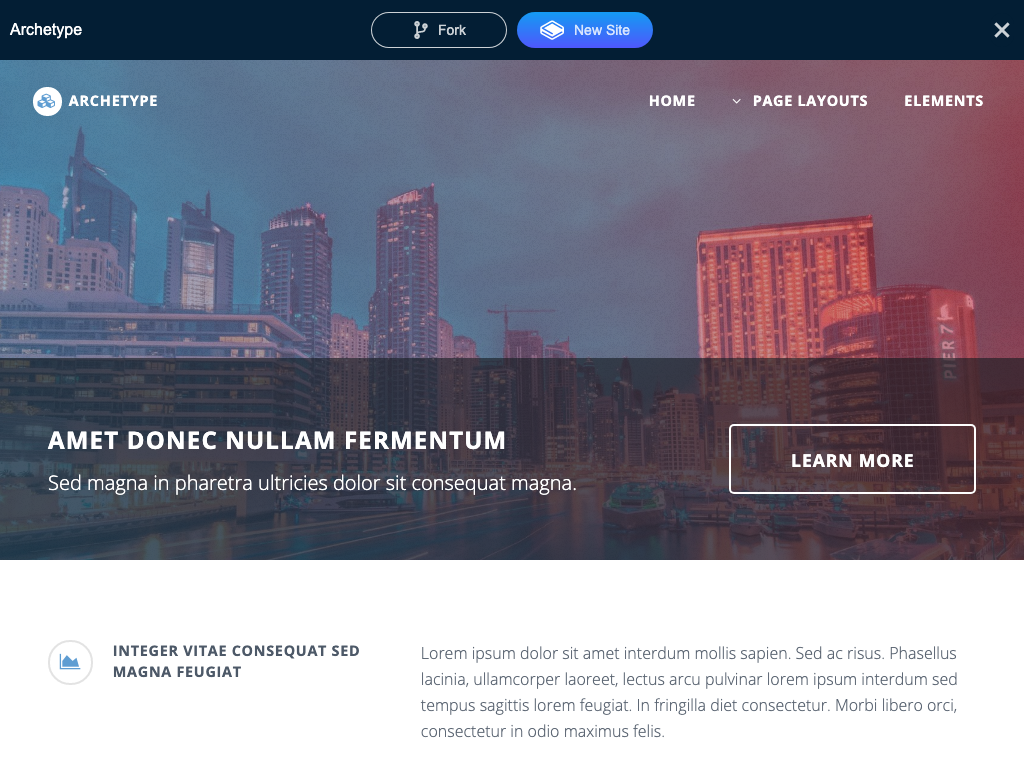 Archetype
Fork
New Site
ARCHETYPE
HOME
PAGE LAYOUTS
ELEMENTS
PIER 7
AMET DONEC NULLAM FERMENTUM
Sed magna in pharetra ultricies dolor sit consequat magna.
LEARN MORE
INTEGER VITAE CONSEQUAT SED
MAGNA FEUGIAT
Lorem ipsum dolor sit amet interdum mollis sapien. Sed ac risus. Phasellus
lacinia, ullamcorper laoreet, lectus arcu pulvinar lorem ipsum interdum sed
tempus sagittis lorem feugiat. In fringilla diet consectetur. Morbi libero orci,
consectetur in odio maximus felis.